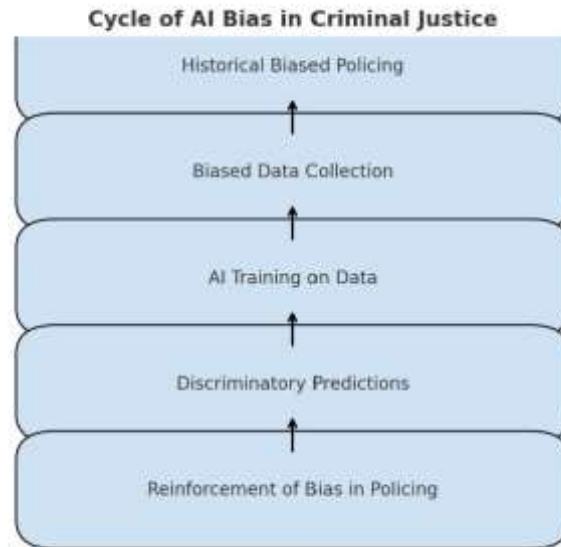 Cycle of AI Bias in Criminal Justice
Historical Biased Policing
Biased Data Collection
AI Training on Data
Discriminatory Predictions
Reinforcement of Bias in Policing